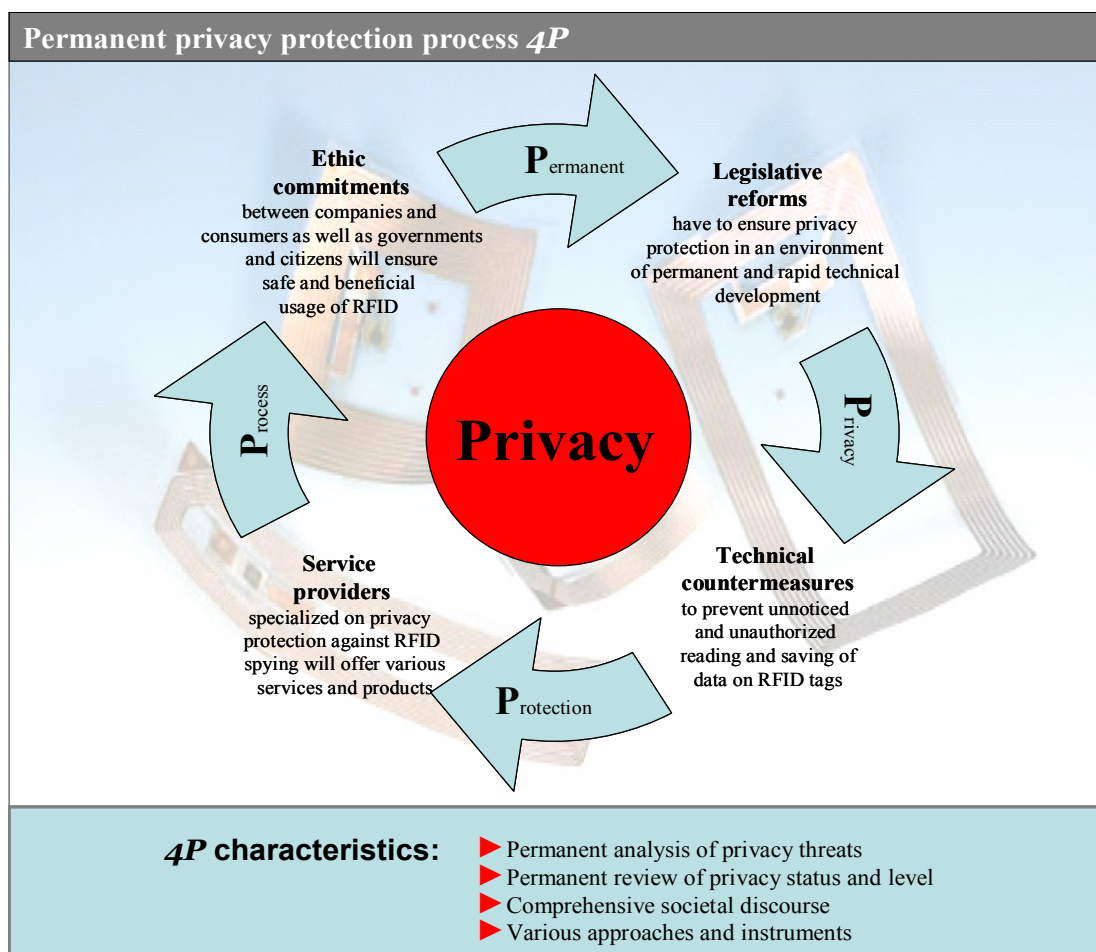 Permanent privacy protection process 4P
Ethic
commitments
between companies and
consumers as well as governments
and citizens will ensure
safe and beneficial
usage of RFID
Permanent
Legislative
reforms
have to ensure privacy
protection in an environment
of permanent and rapid technical
development
Privacy
Technical
countermeasures
to prevent unnoticed
and unauthorized
reading and saving of
data on RFID tags
Protection
Service
providers
specialized on privacy
protection against RFID
spying will offer various
services and products
Process
Privacy
4P characteristics:
Permanent analysis of privacy threats
Permanent review of privacy status and level
Comprehensive societal discourse
Various approaches and instruments